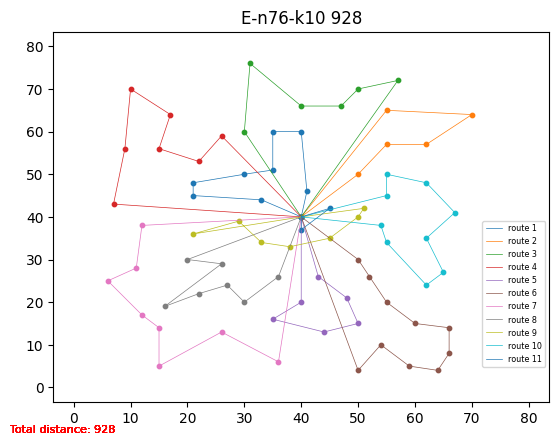 E-n76-k10 928
80
70
60
50
40
30
20
10
0
0 10 20 30 40 50 60 70 80
route 1
route 2
route 3
route 4
route 5
route 6
route 7
route 8
route 9
route 10
route 11
Total distance: 928